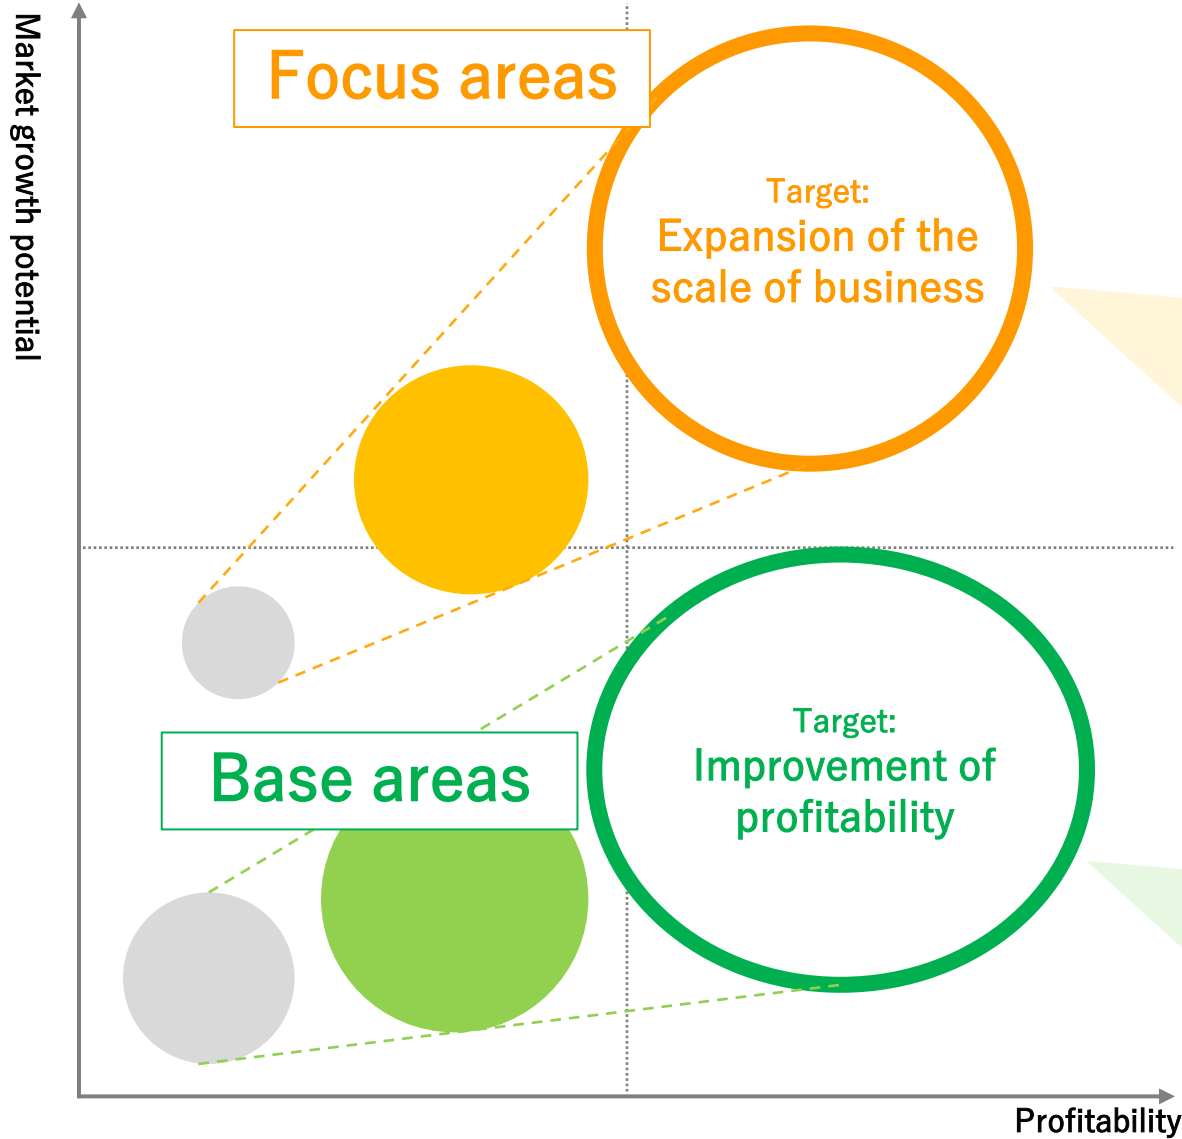 Market growth potential
Focus areas
Target:
Expansion of the
scale of business
Base areas
Target:
Improvement of
profitability
Profitability